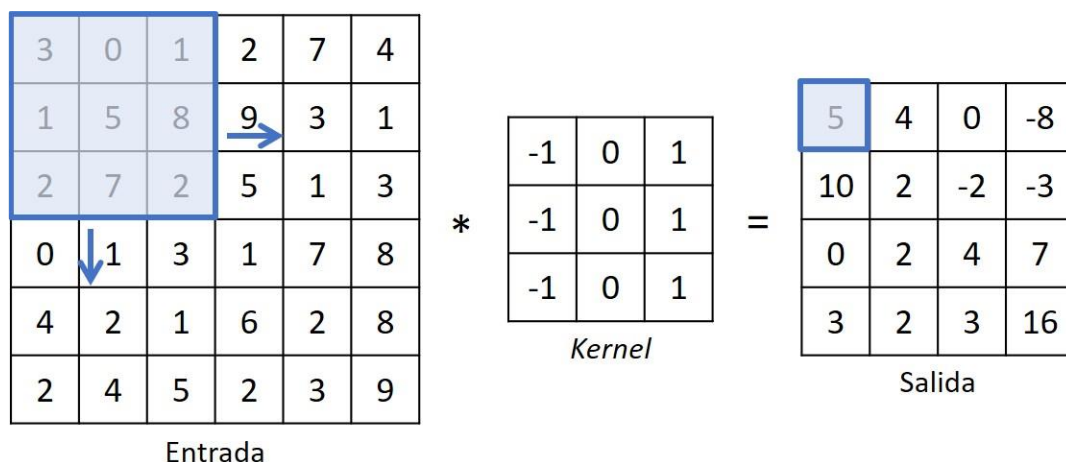 3 0 1 2 7 4
1 5 8 9 3 1
2 7 2 5 1 3
0 1 3 1 7 8
4 2 1 6 2 8
2 4 5 2 3 9
Entrada
*
-1 0 1
-1 0 1
-1 0 1
Kernel
=
5 4 0 -8
10 2 -2 -3
0 2 4 7
3 2 3 16
Salida